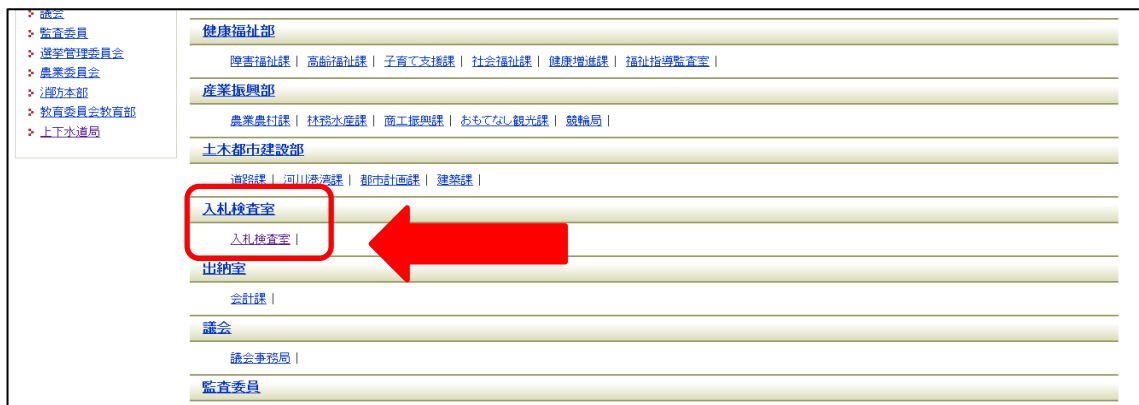 議会
監査委員
選挙管理委員会
農業委員会
消防本部
教育委員会教育部
上下水道局
健康福祉部
障害福祉課 | 高齢福祉課 | 子育て支援課 | 社会福祉課 | 健康増進課 | 福祉指導監査室 |
産業振興部
農業農村課 | 林務水産課 | 商工振興課 | おもてなし観光課 | 競輪局 |
土木都市建設部
道路課 | 河川港湾課 | 都市計画課 | 建築課 |
入札検査室
入札検査室 |
出納室
会計課 |
議会
議会事務局 |
監査委員